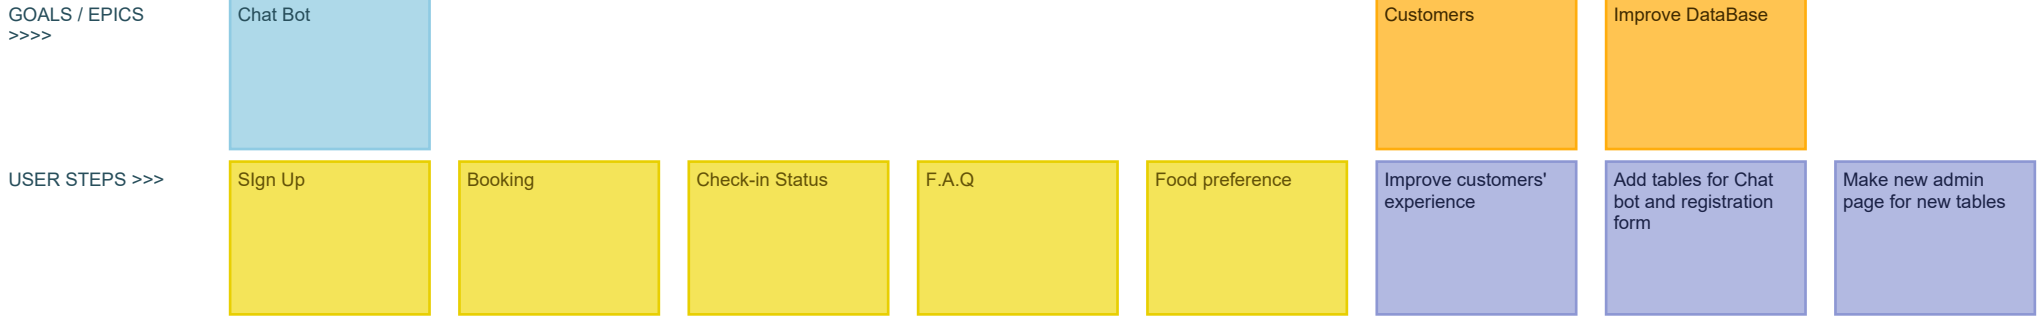 GOALS / EPICS
>>>>
Chat Bot
Customers
Improve DataBase
USER STEPS >>>
SIgn Up
Booking
Check-in Status
F.A.Q
Food preference
Improve customers'
experience
Add tables for Chat
bot and registration
form
Make new admin
page for new tables